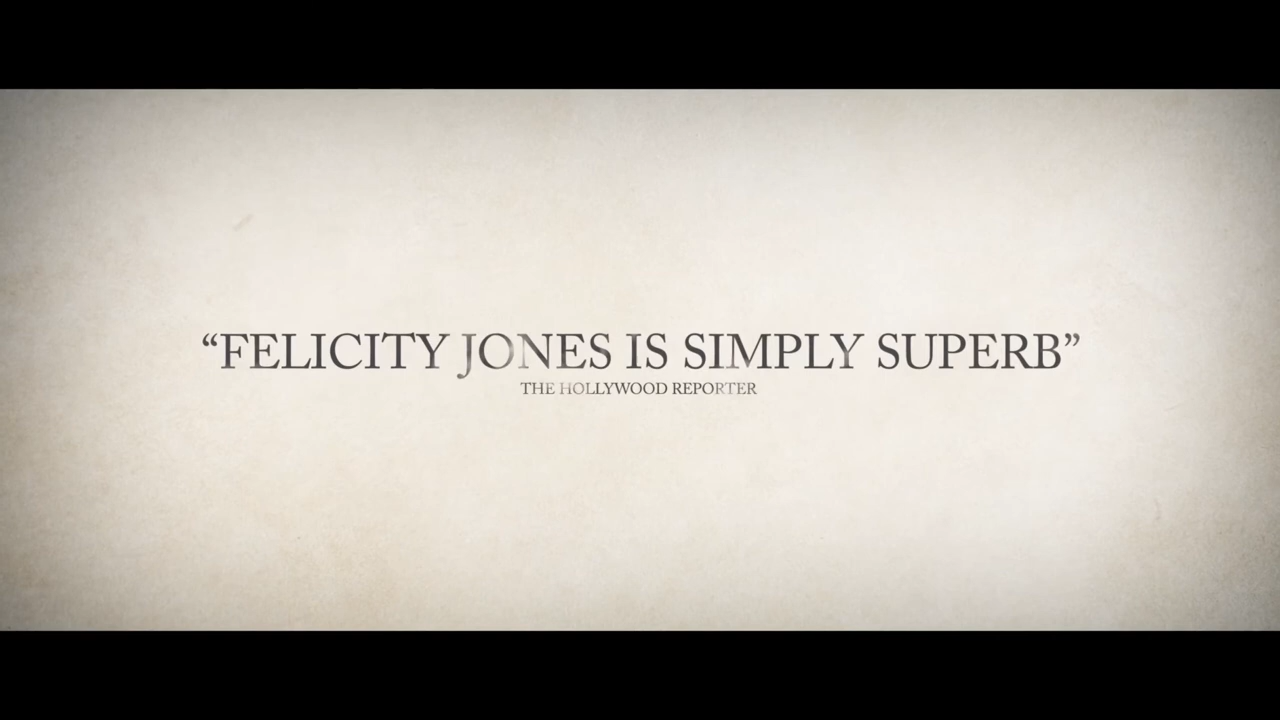 “FELICITY JONES IS SIMPLY SUPERB”
THE HOLLYWOOD REPORTER